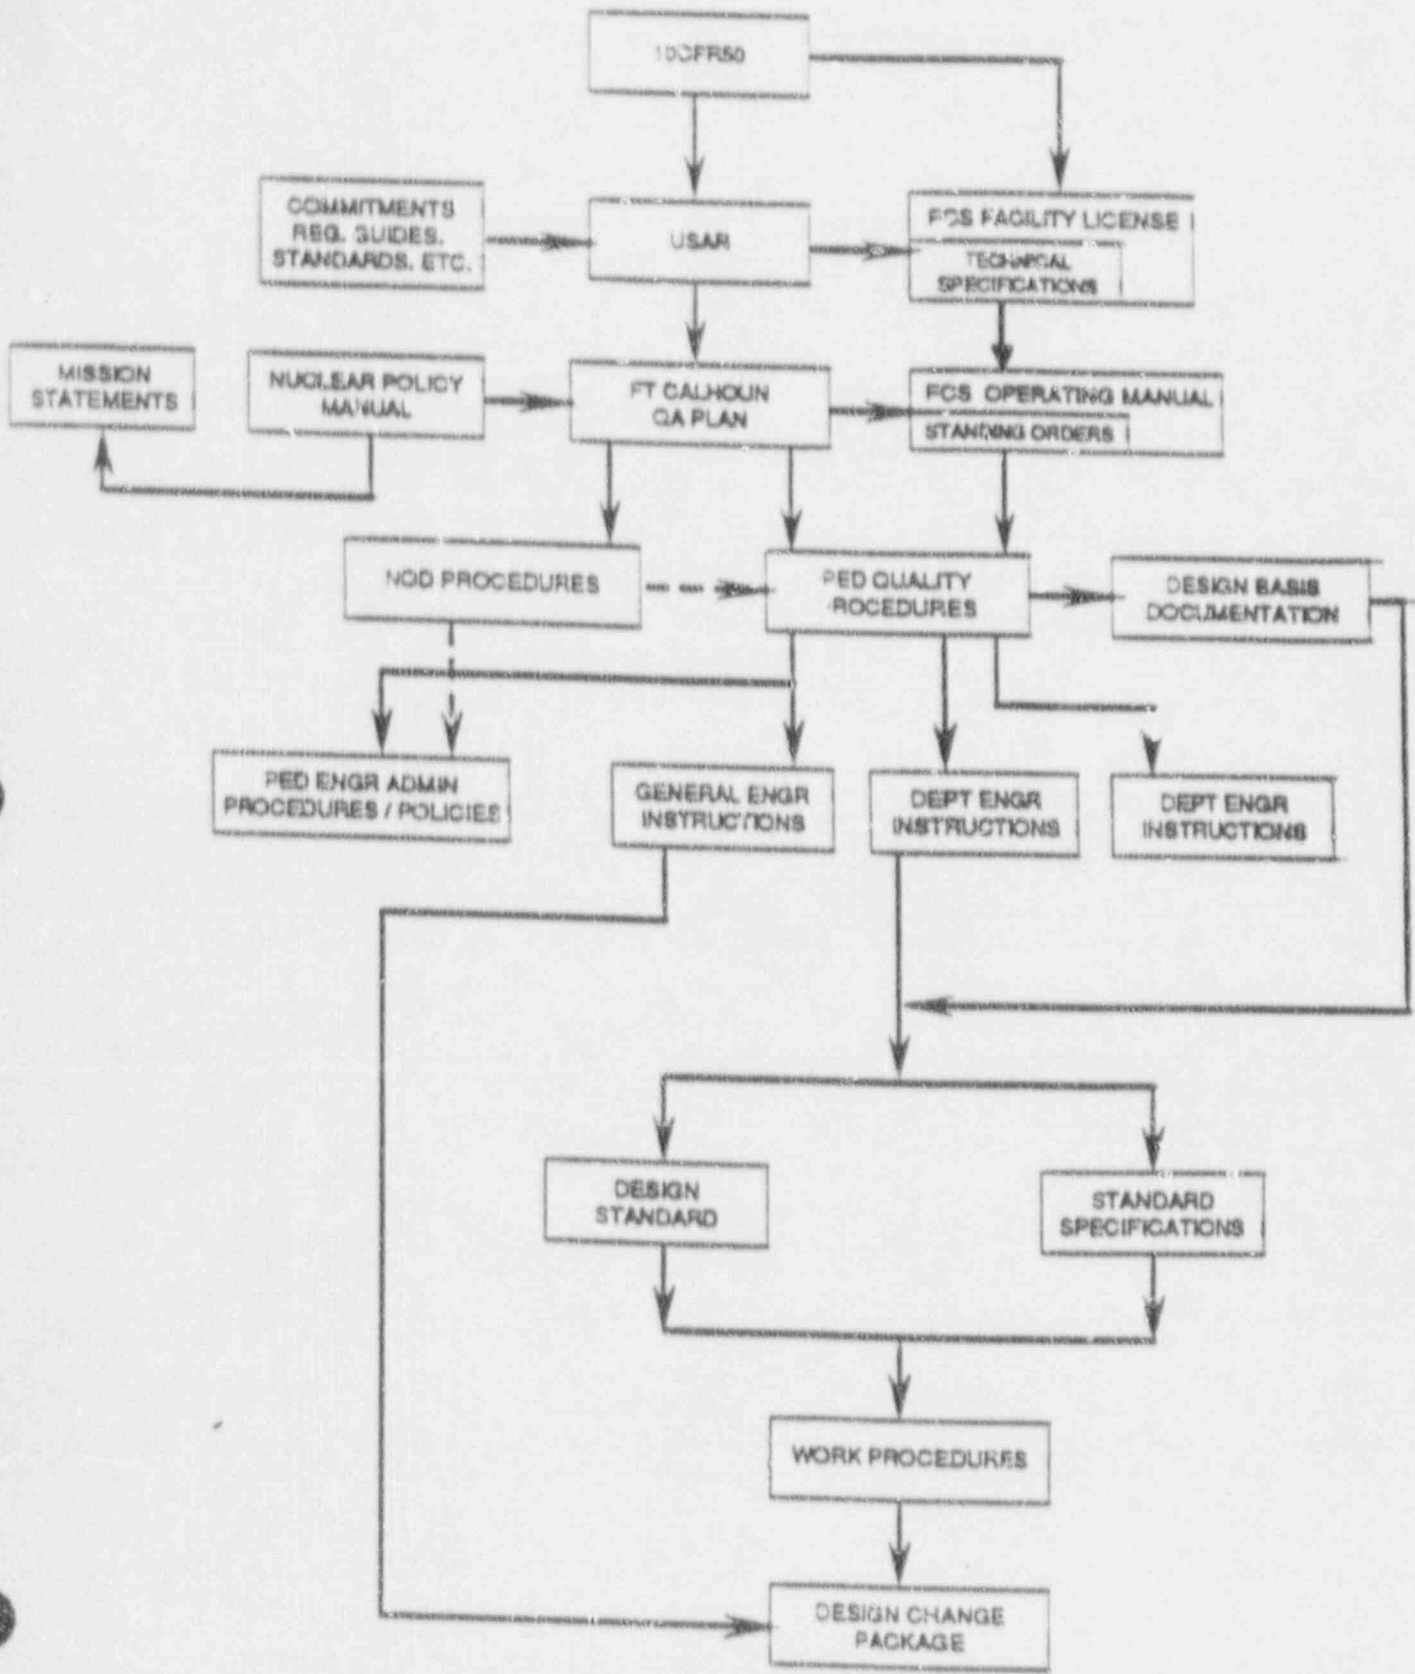 10CFR50
COMMITMENTS
REG. GUIDES,
STANDARDS, ETC.
USAR
FCS FACILITY LICENSE
TECHNICAL
SPECIFICATIONS
MISSION
STATEMENTS
NUCLEAR POLICY
MANUAL
FT CALHOUN
QA PLAN
FCS OPERATING MANUAL
STANDING ORDERS
NOD PROCEDURES
PED QUALITY
ROCEDURES
DESIGN BASIS
DOCUMENTATION
PED ENGR ADMIN
PROCEDURES / POLICIES
GENERAL ENGR
INSTRUCTIONS
DEPT ENGR
INSTRUCTIONS
DEPT ENGR
INSTRUCTIONS
DESIGN
STANDARD
STANDARD
SPECIFICATIONS
WORK PROCEDURES
DESIGN CHANGE
PACKAGE